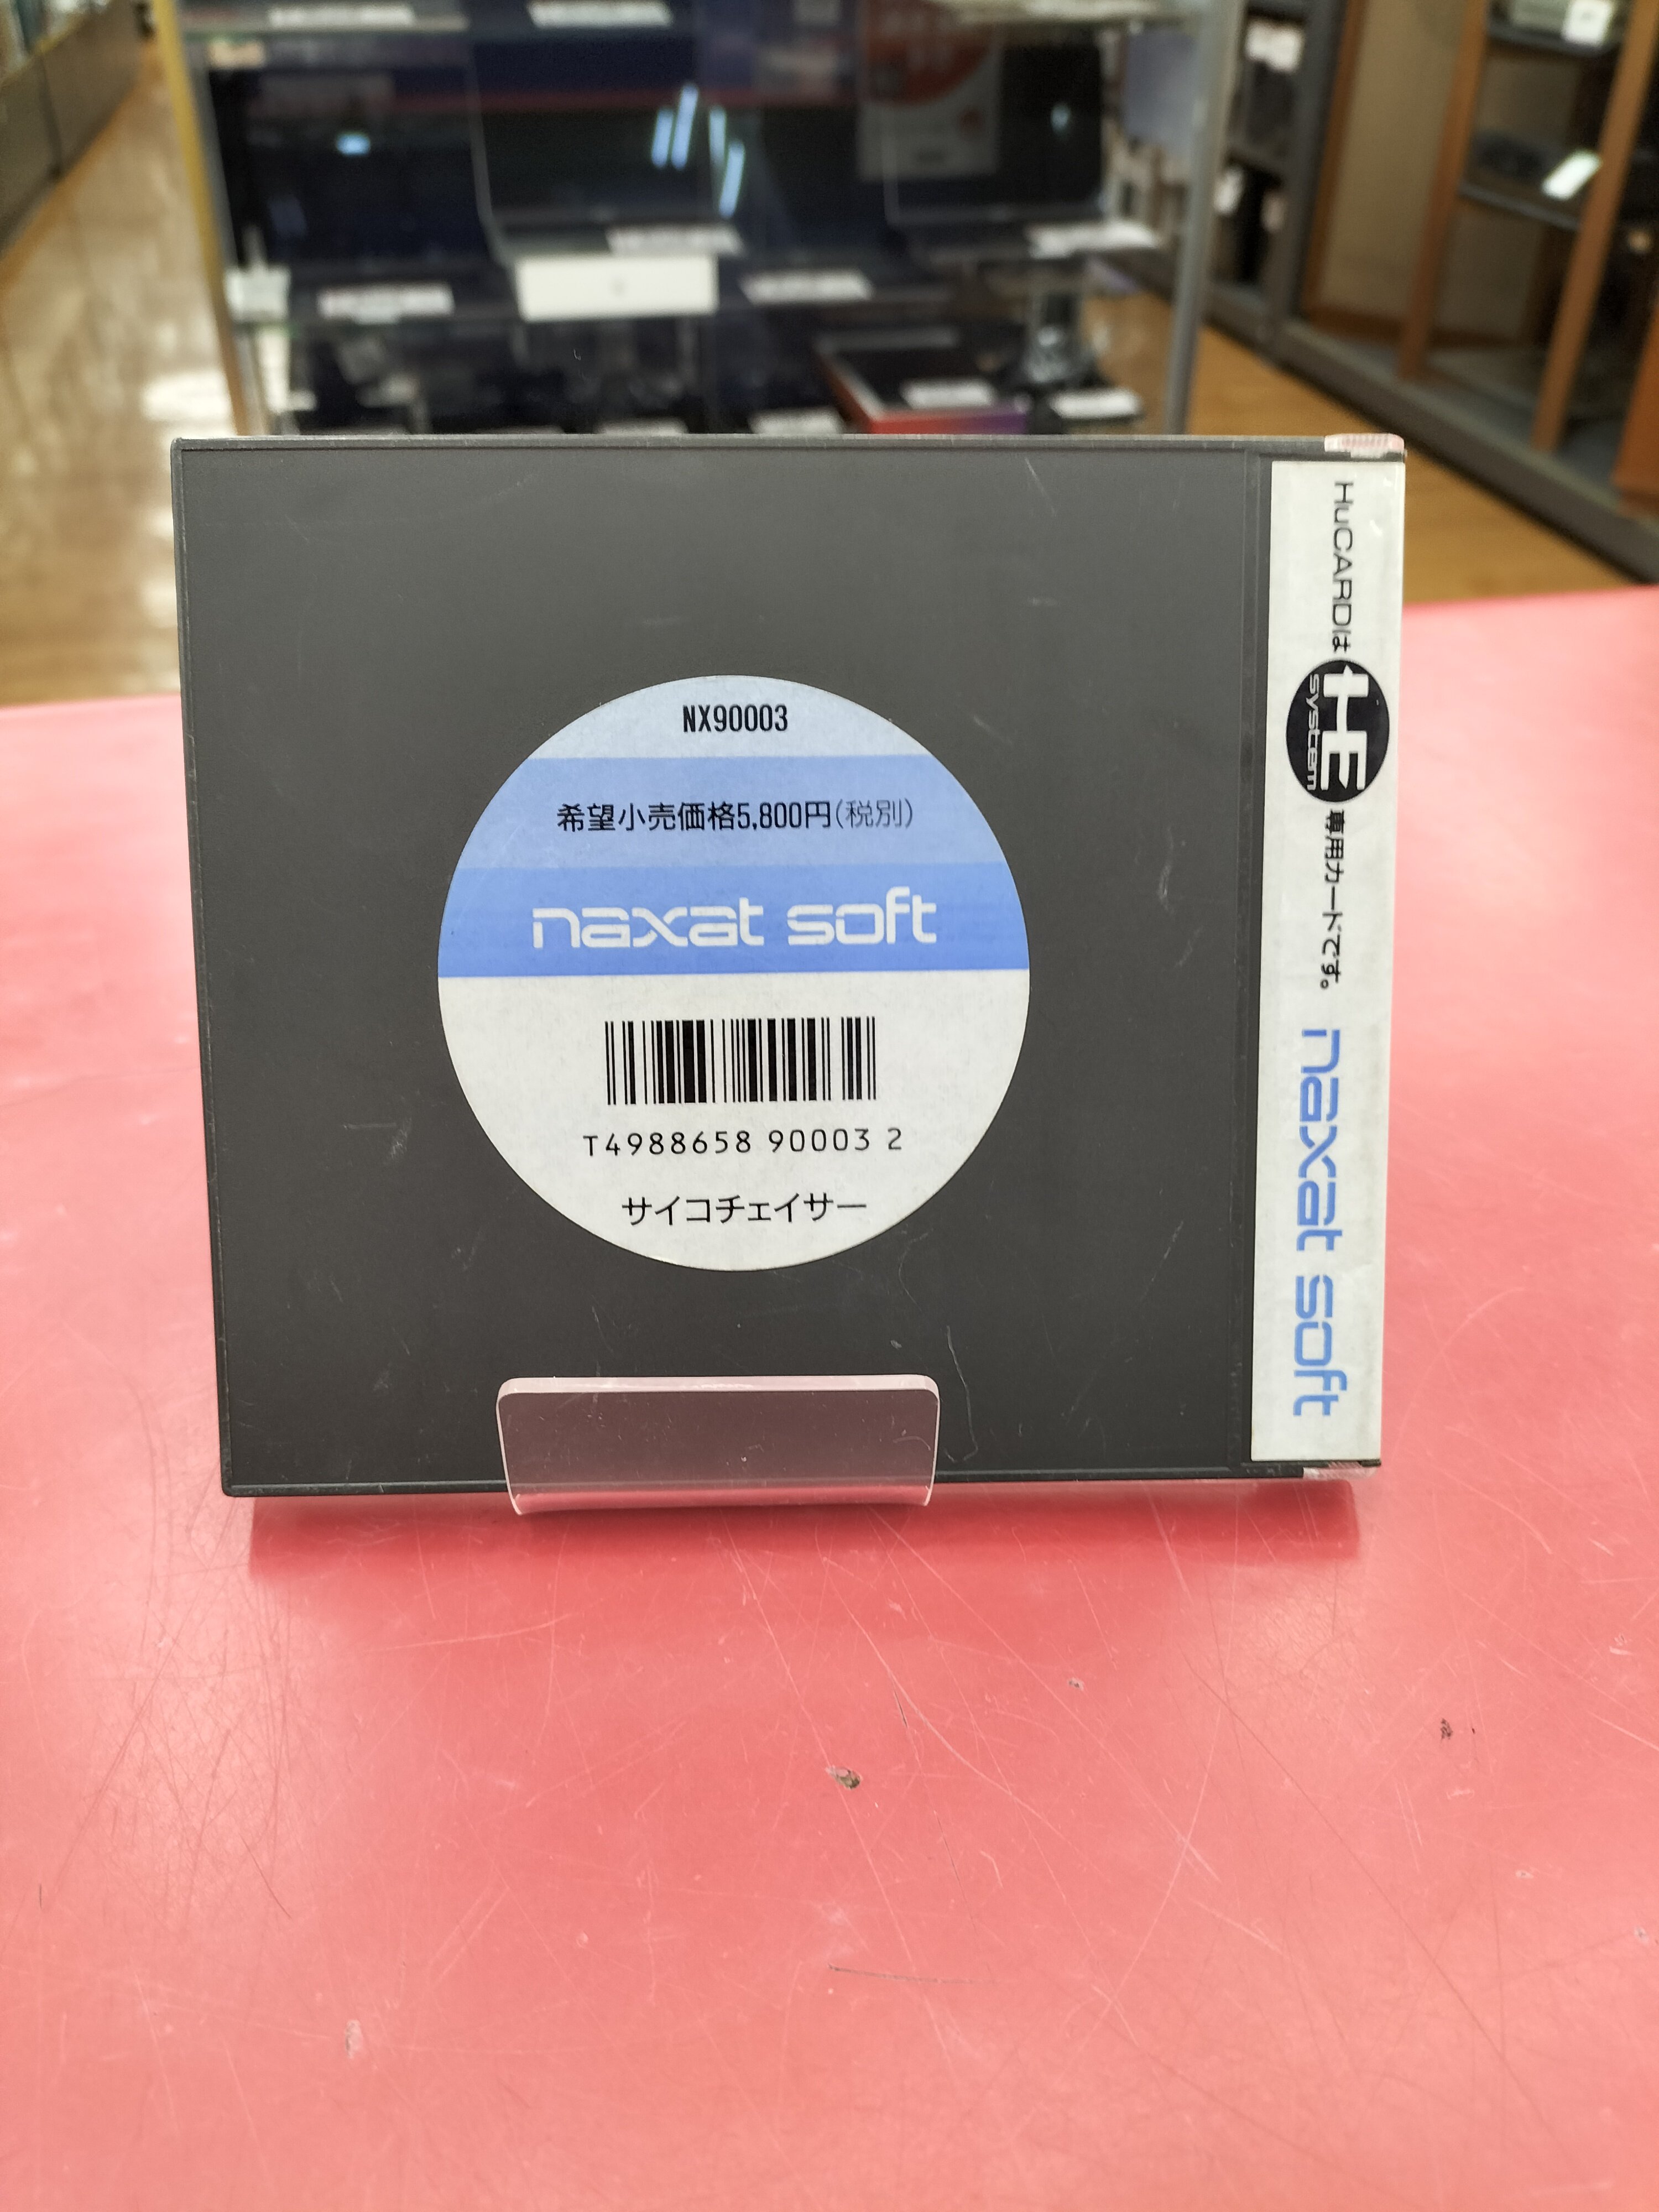 NX90003
希望小売価格5,800円(税別)
naxat soft
T4988658 90003 2
サイコチェイサー
HuCARDは HE system 専用カードです。 naxat soft